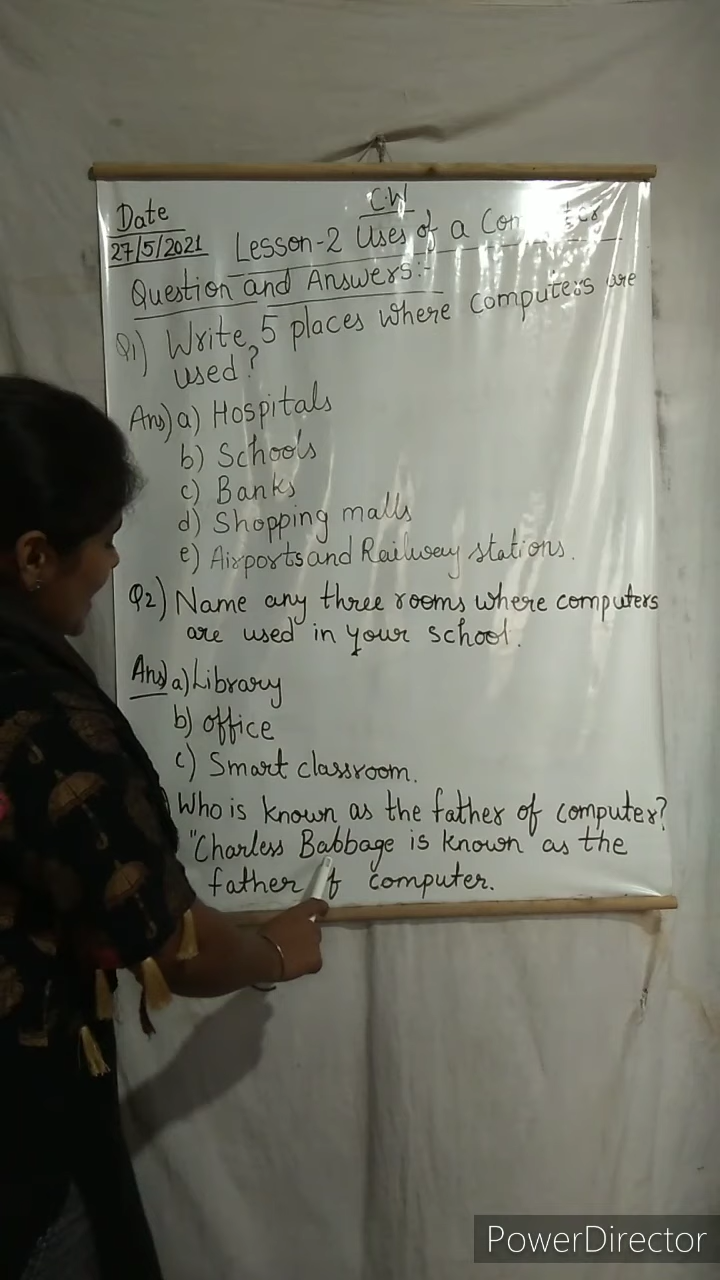 C.W
Date
27/5/2021
Lesson-2 Uses of a
Question and Answers:-
Q1) Write 5 places where computers are
used?
Ans) a) Hospitals
b) Schools
c) Banks
d) Shopping malls
e) Airports and Railway stations.
Q2) Name any three rooms where computers
are used in your school.
Ans) a) Library
b) office
c) Smart classroom.
) Who is known as the father of computer?
"Charless Babbage is known as the
father of computer.
PowerDirector